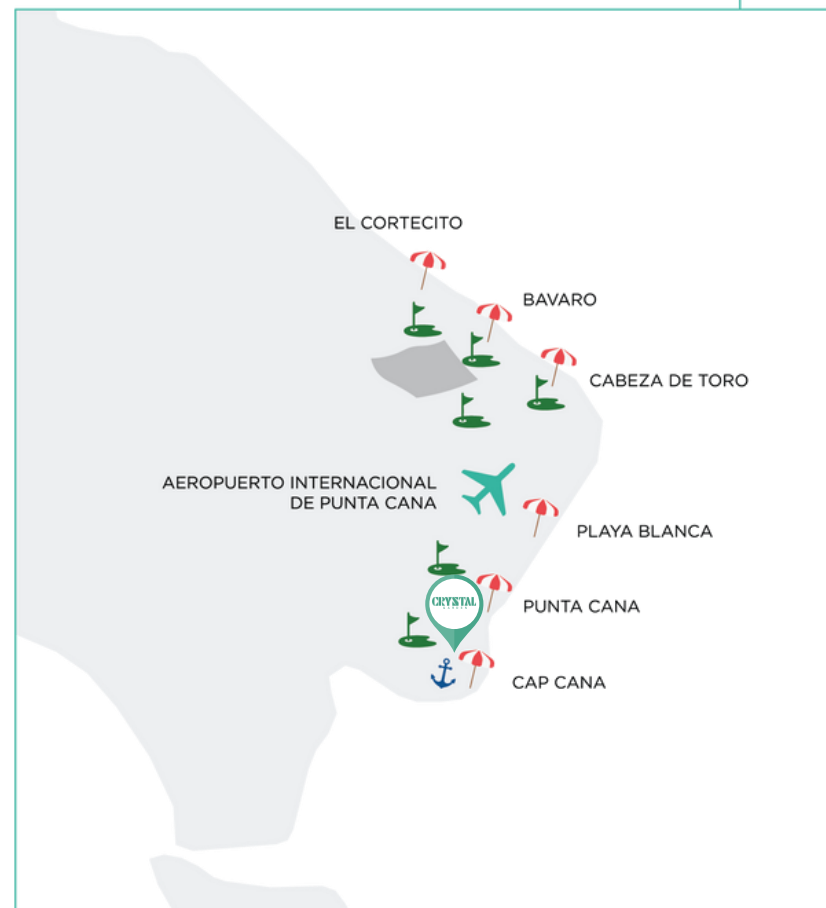 EL CORTECITO
BAVARO
CABEZA DE TORO
AEROPUERTO INTERNACIONAL
DE PUNTA CANA
PLAYA BLANCA
CRYSTAL
PUNTA CANA
CAP CANA